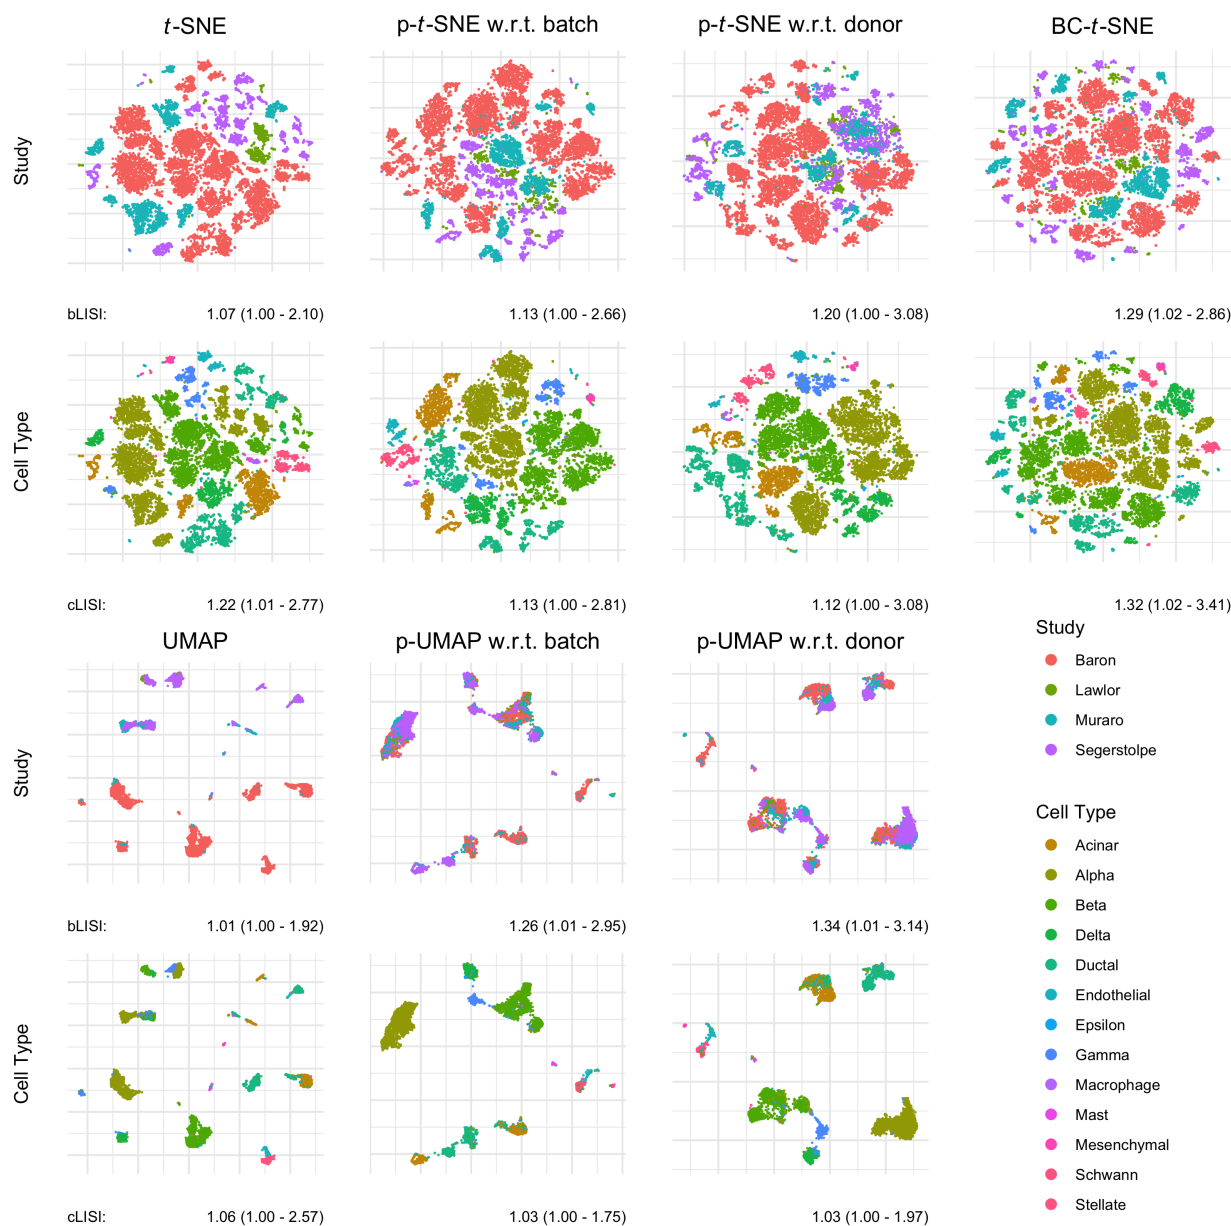 t-SNE
p-t-SNE w.r.t. batch
p-t-SNE w.r.t. donor
BC-t-SNE
Study
bLISI:
1.07 (1.00 - 2.10)
1.13 (1.00 - 2.66)
1.20 (1.00 - 3.08)
1.29 (1.02 - 2.86)
Cell Type
cLISI:
1.22 (1.01 - 2.77)
1.13 (1.00 - 2.81)
1.12 (1.00 - 3.08)
1.32 (1.02 - 3.41)
UMAP
p-UMAP w.r.t. batch
p-UMAP w.r.t. donor
Study
bLISI:
1.01 (1.00 - 1.92)
1.26 (1.01 - 2.95)
1.34 (1.01 - 3.14)
Cell Type
cLISI:
1.06 (1.00 - 2.57)
1.03 (1.00 - 1.75)
1.03 (1.00 - 1.97)
Study
Baron
Lawlor
Muraro
Segerstolpe
Cell Type
Acinar
Alpha
Beta
Delta
Ductal
Endothelial
Epsilon
Gamma
Macrophage
Mast
Mesenchymal
Schwann
Stellate